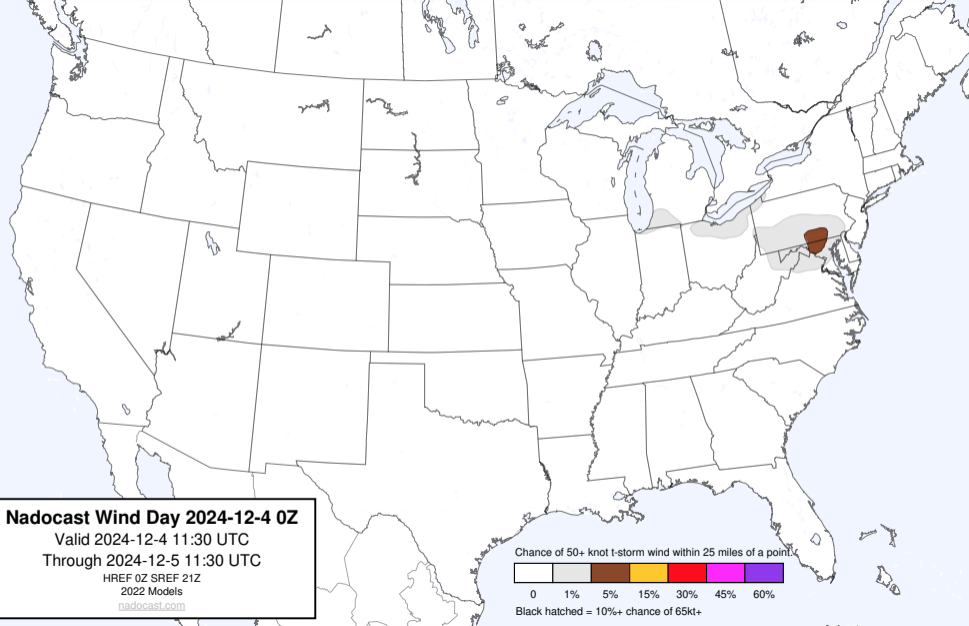 Nadocast Wind Day 2024-12-4 0Z
Valid 2024-12-4 11:30 UTC
Through 2024-12-5 11:30 UTC
HREF 0Z SREF 21Z
2022 Models
nadocast.com
Chance of 50+ knot t-storm wind within 25 miles of a point.
0 1% 5% 15% 30% 45% 60%
Black hatched = 10%+ chance of 65kt+